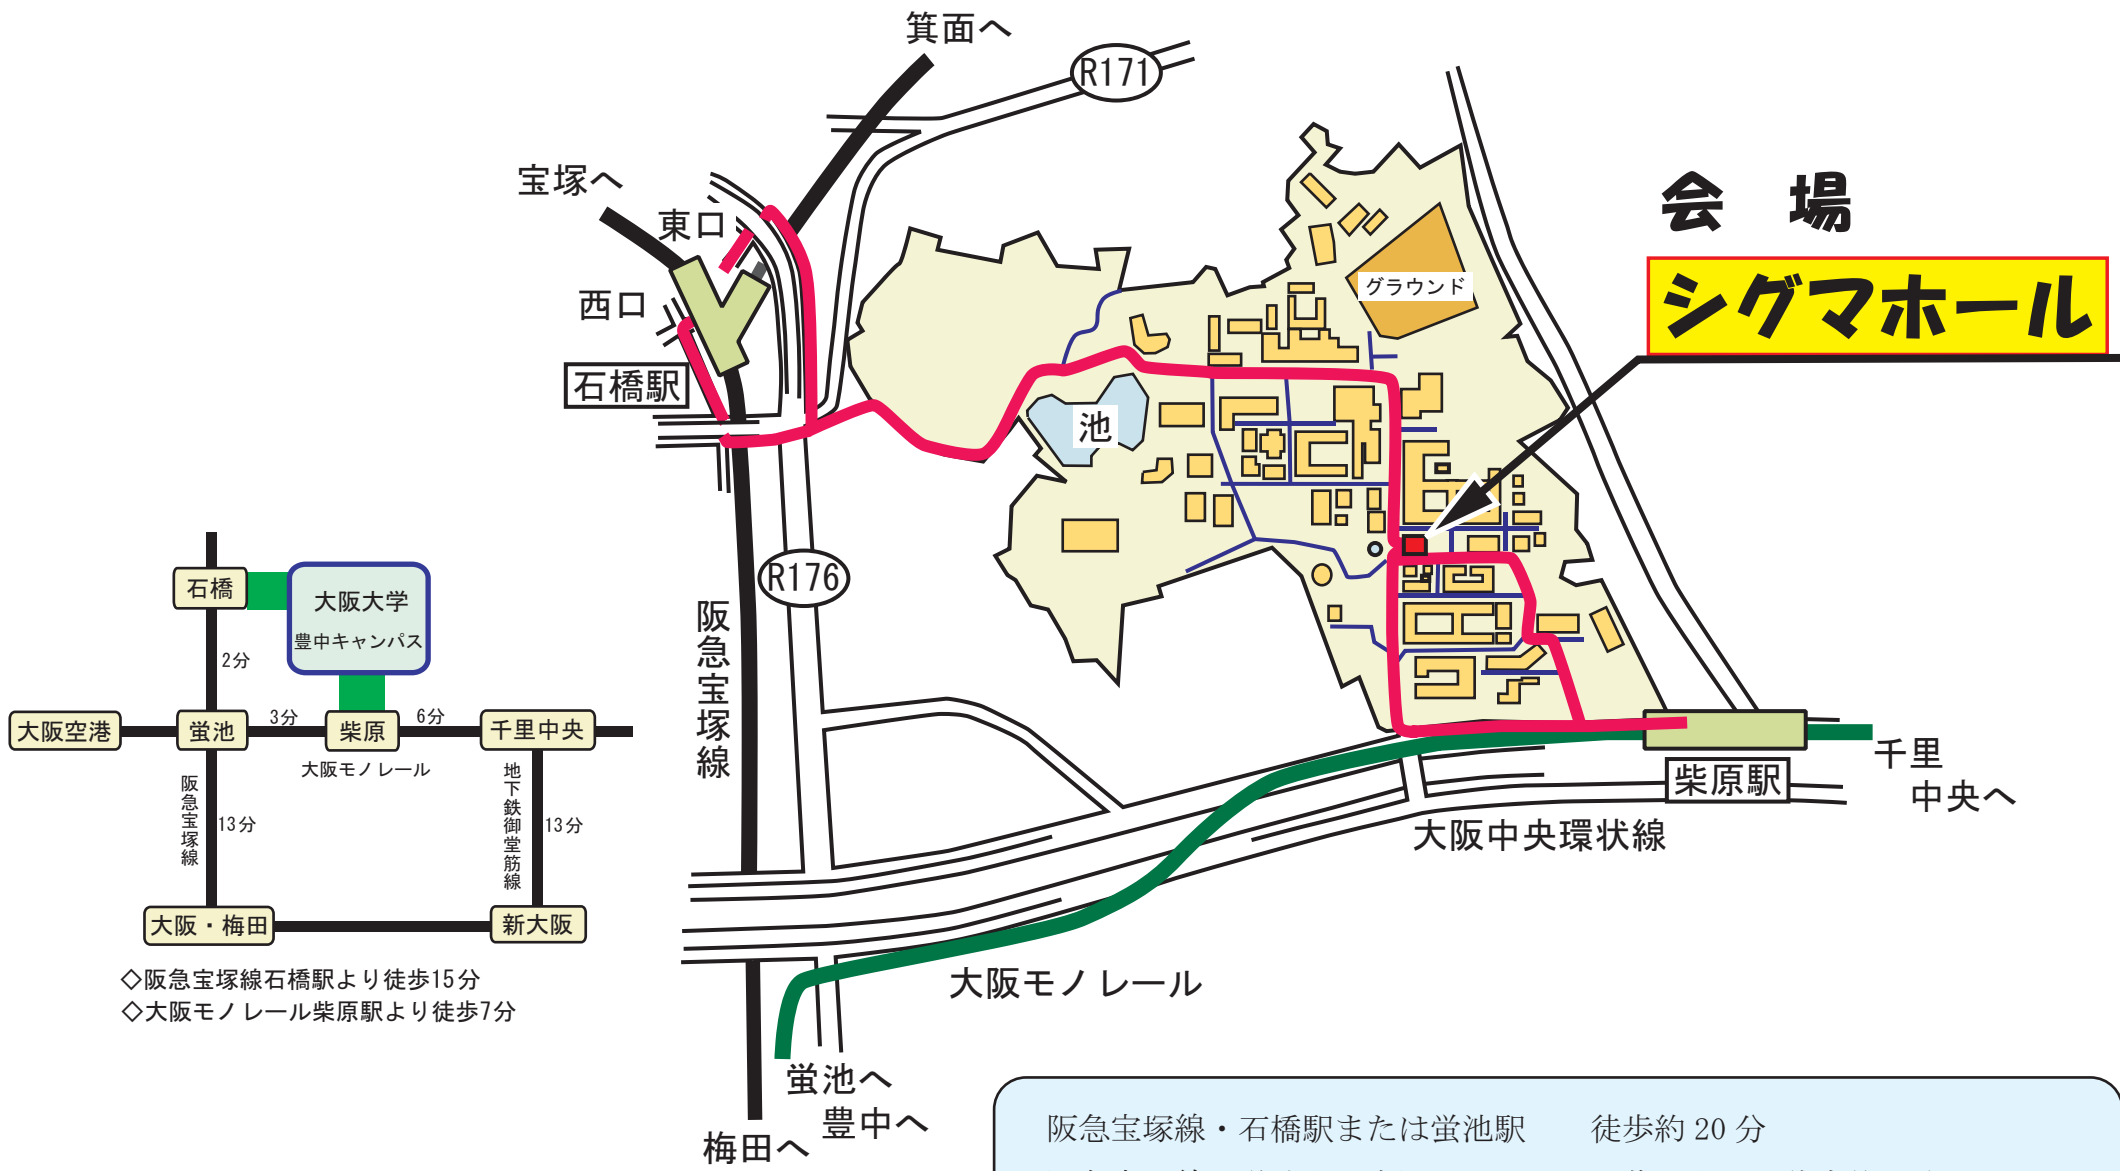 箕面へ
R171
宝塚へ
東口
西口
石橋駅
会 場
シグマホール
グラウンド
池
R176
阪急宝塚線
石橋
大阪大学
豊中キャンパス
2分
大阪空港
蛍池
3分
柴原
6分
千里中央
大阪モノレール
阪急宝塚線
13分
地下鉄御堂筋線
13分
大阪・梅田
新大阪
◇阪急宝塚線石橋駅より徒歩15分
◇大阪モノレール柴原駅より徒歩7分
柴原駅
千里
中央へ
大阪中央環状線
大阪モノレール
蛍池へ
豊中へ
梅田へ
阪急宝塚線・石橋駅または蛍池駅 徒歩約 20 分